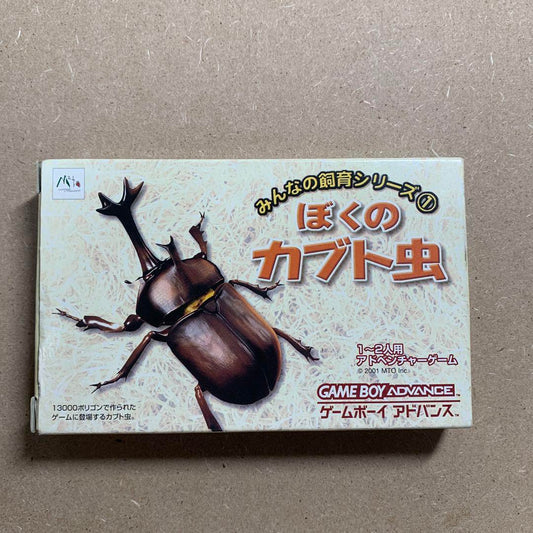 みんなの飼育シリーズ①
ぼくの
カブト虫
1〜2人用
アドベンチャーゲーム
© 2001 MTO Inc.
13000ポリゴンで作られた
ゲームに登場するカブト虫。
GAME BOY ADVANCE™
ゲームボーイ アドバンス™